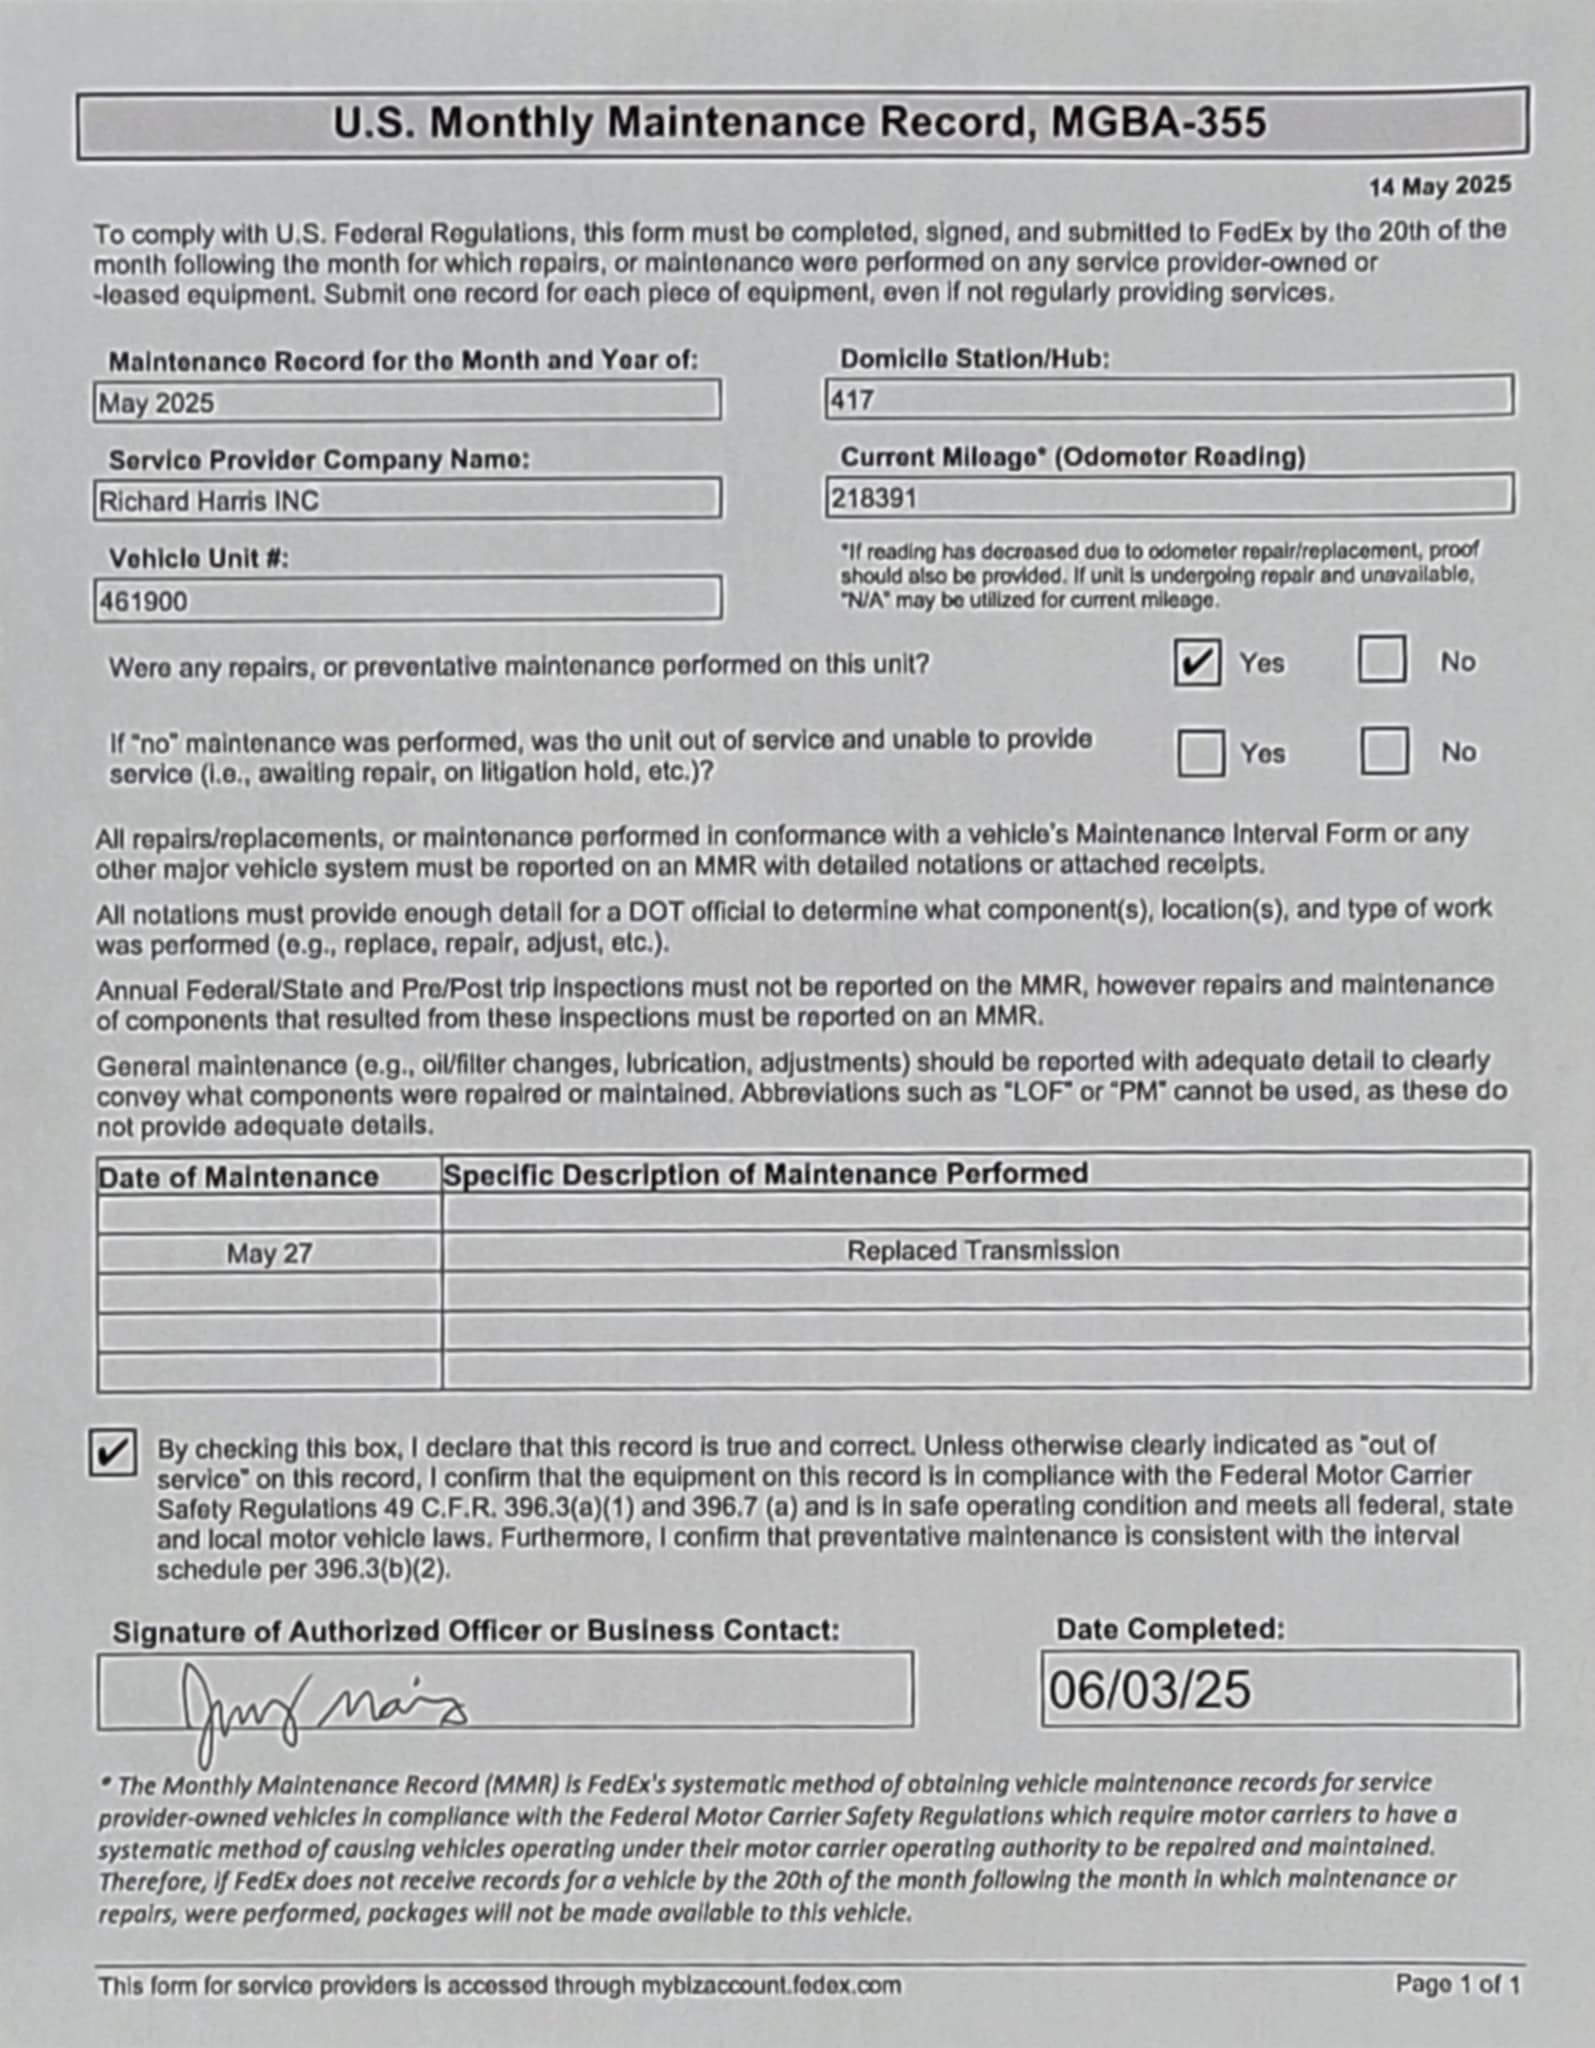 U.S. Monthly Maintenance Record, MGBA-355
14 May 2025
To comply with U.S. Federal Regulations, this form must be completed, signed, and submitted to FedEx by the 20th of the
month following the month for which repairs, or maintenance were performed on any service provider-owned or
-leased equipment. Submit one record for each piece of equipment, even if not regularly providing services.
Maintenance Record for the Month and Year of:
May 2025
Domicile Station/Hub:
417
Service Provider Company Name:
Richard Harris INC
Current Mileage* (Odometer Reading)
218391
Vehicle Unit #:
461900
*If reading has decreased due to odometer repair/replacement, proof
should also be provided. If unit is undergoing repair and unavailable,
"N/A" may be utilized for current mileage.
Were any repairs, or preventative maintenance performed on this unit? ✔ Yes No
If "no" maintenance was performed, was the unit out of service and unable to provide
service (i.e., awaiting repair, on litigation hold, etc.)? Yes No
All repairs/replacements, or maintenance performed in conformance with a vehicle's Maintenance Interval Form or any
other major vehicle system must be reported on an MMR with detailed notations or attached receipts.
All notations must provide enough detail for a DOT official to determine what component(s), location(s), and type of work
was performed (e.g., replace, repair, adjust, etc.).
Annual Federal/State and Pre/Post trip inspections must not be reported on the MMR, however repairs and maintenance
of components that resulted from these inspections must be reported on an MMR.
General maintenance (e.g., oil/filter changes, lubrication, adjustments) should be reported with adequate detail to clearly
convey what components were repaired or maintained. Abbreviations such as "LOF" or "PM" cannot be used, as these do
not provide adequate details.
Date of Maintenance Specific Description of Maintenance Performed
May 27 Replaced Transmission
✔ By checking this box, I declare that this record is true and correct. Unless otherwise clearly indicated as "out of
service" on this record, I confirm that the equipment on this record is in compliance with the Federal Motor Carrier
Safety Regulations 49 C.F.R. 396.3(a)(1) and 396.7 (a) and is in safe operating condition and meets all federal, state
and local motor vehicle laws. Furthermore, I confirm that preventative maintenance is consistent with the interval
schedule per 396.3(b)(2).
Signature of Authorized Officer or Business Contact:
Date Completed:
06/03/25
* The Monthly Maintenance Record (MMR) is FedEx's systematic method of obtaining vehicle maintenance records for service
provider-owned vehicles in compliance with the Federal Motor Carrier Safety Regulations which require motor carriers to have a
systematic method of causing vehicles operating under their motor carrier operating authority to be repaired and maintained.
Therefore, if FedEx does not receive records for a vehicle by the 20th of the month following the month in which maintenance or
repairs, were performed, packages will not be made available to this vehicle.
This form for service providers is accessed through mybizaccount.fedex.com
Page 1 of 1